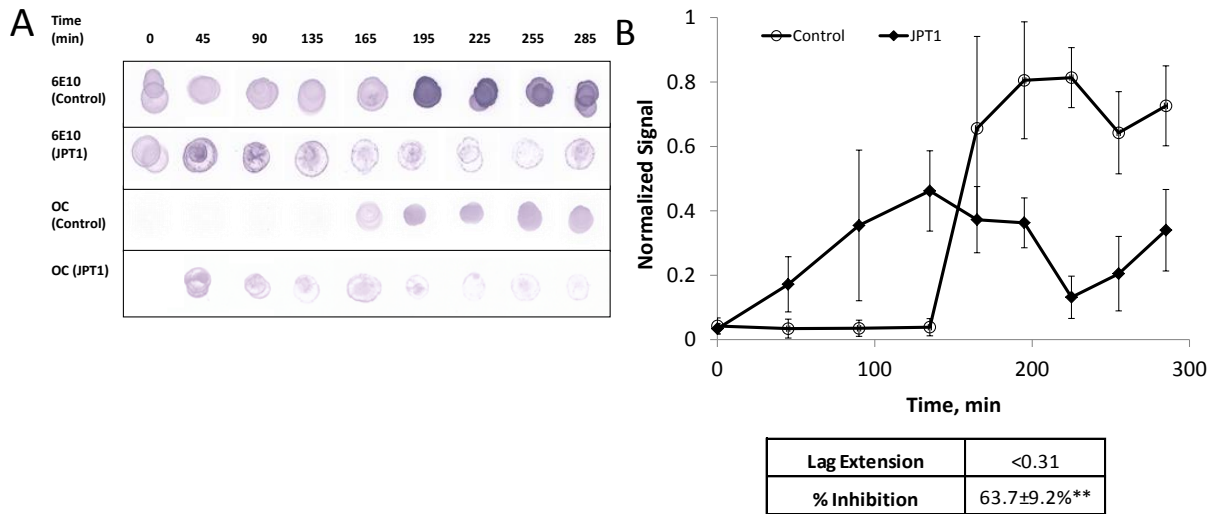 A
Time
(min)
0 45 90 135 165 195 225 255 285
6E10
(Control)
6E10
(JPT1)
OC
(Control)
OC (JPT1)
B
Control JPT1
Normalized Signal
1
0.8
0.6
0.4
0.2
0
0 100 200 300
Time, min
Lag Extension <0.31
% Inhibition 63.7±9.2%**